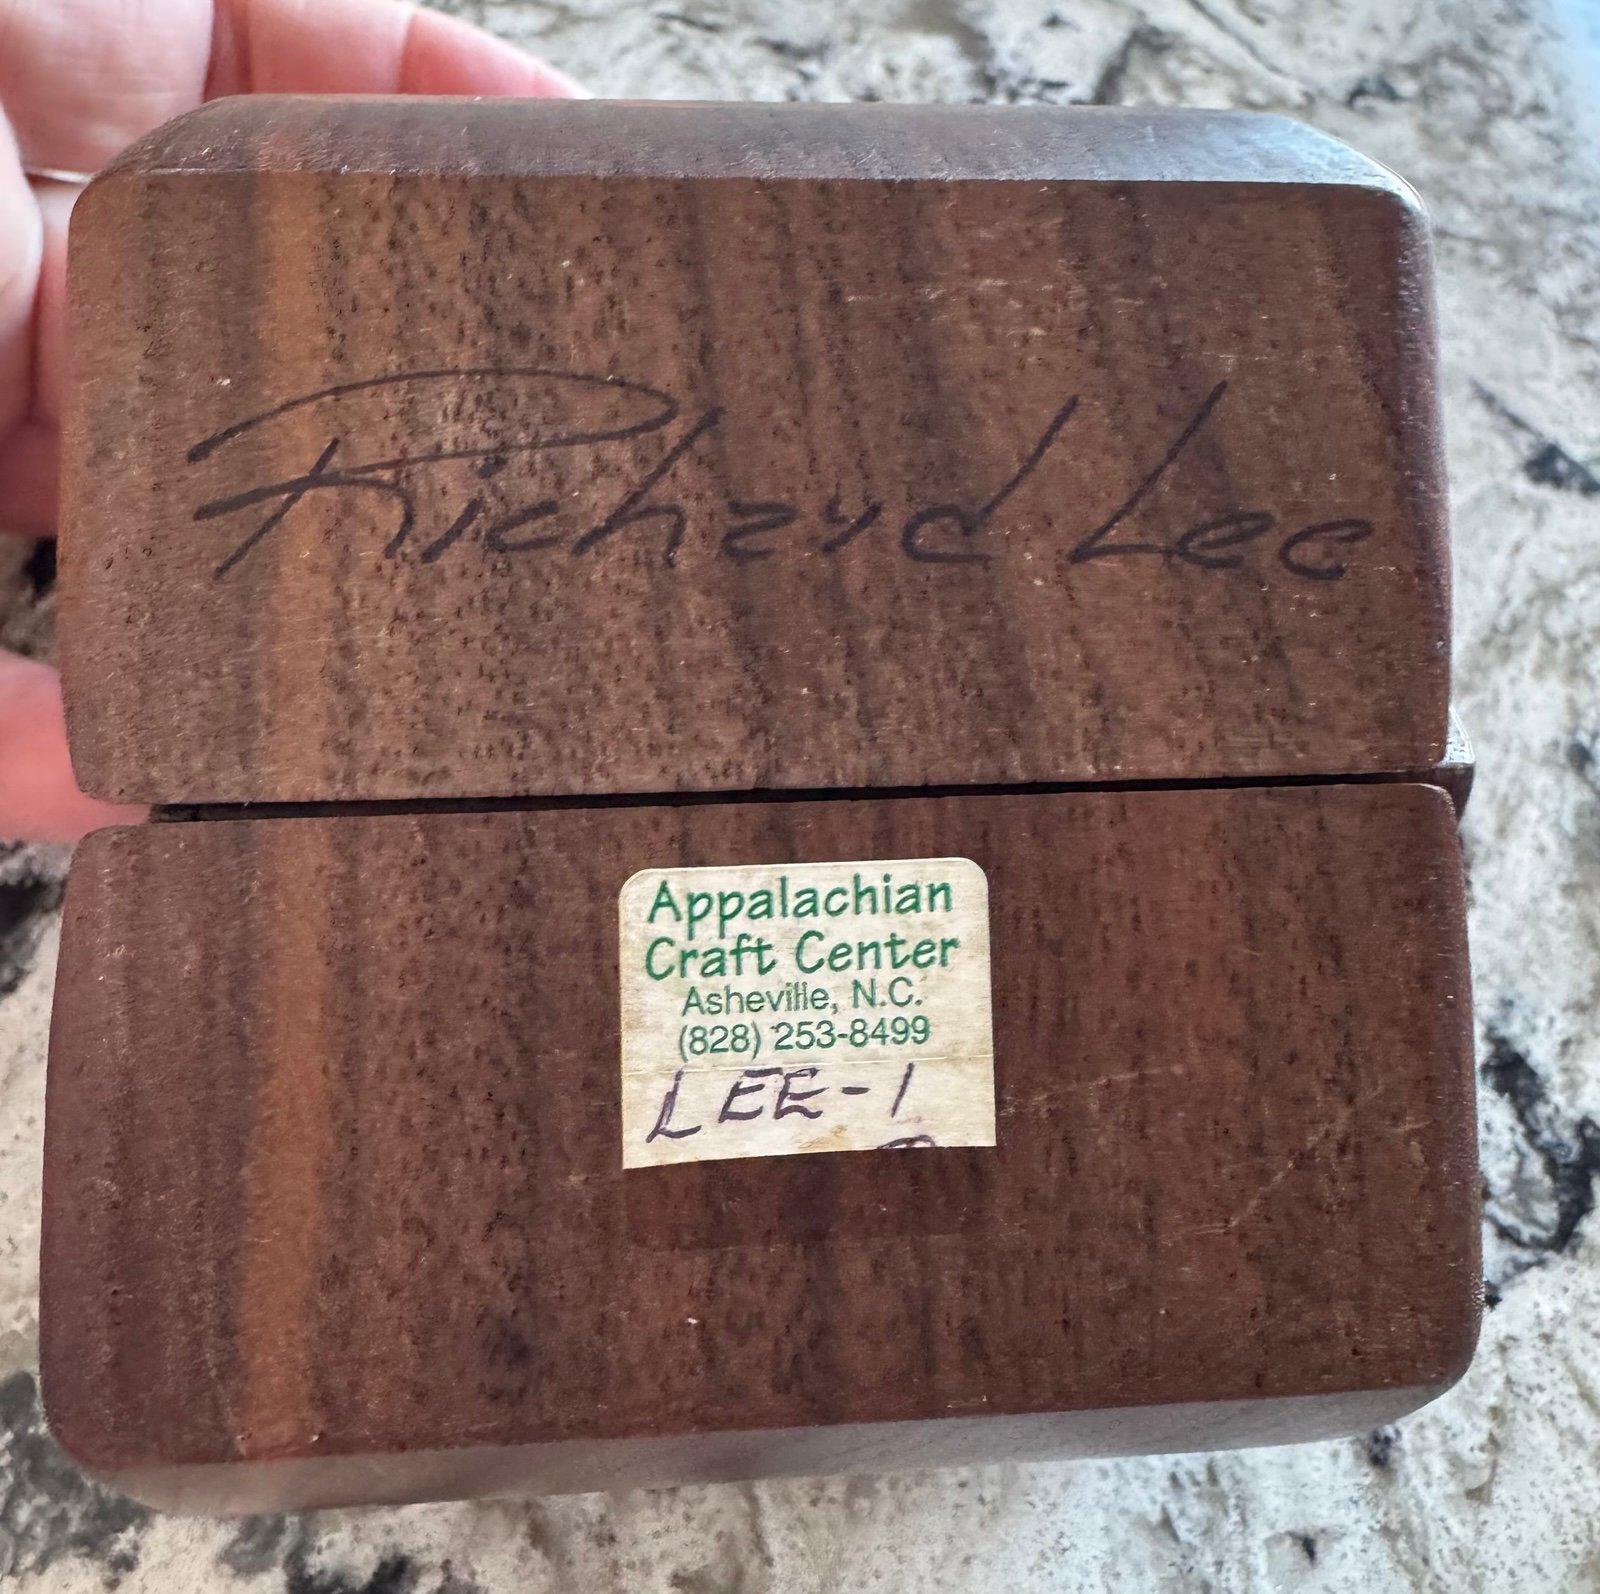 Richard Lee
Appalachian
Craft Center
Asheville, N.C.
(828) 253-8499
LEE-1